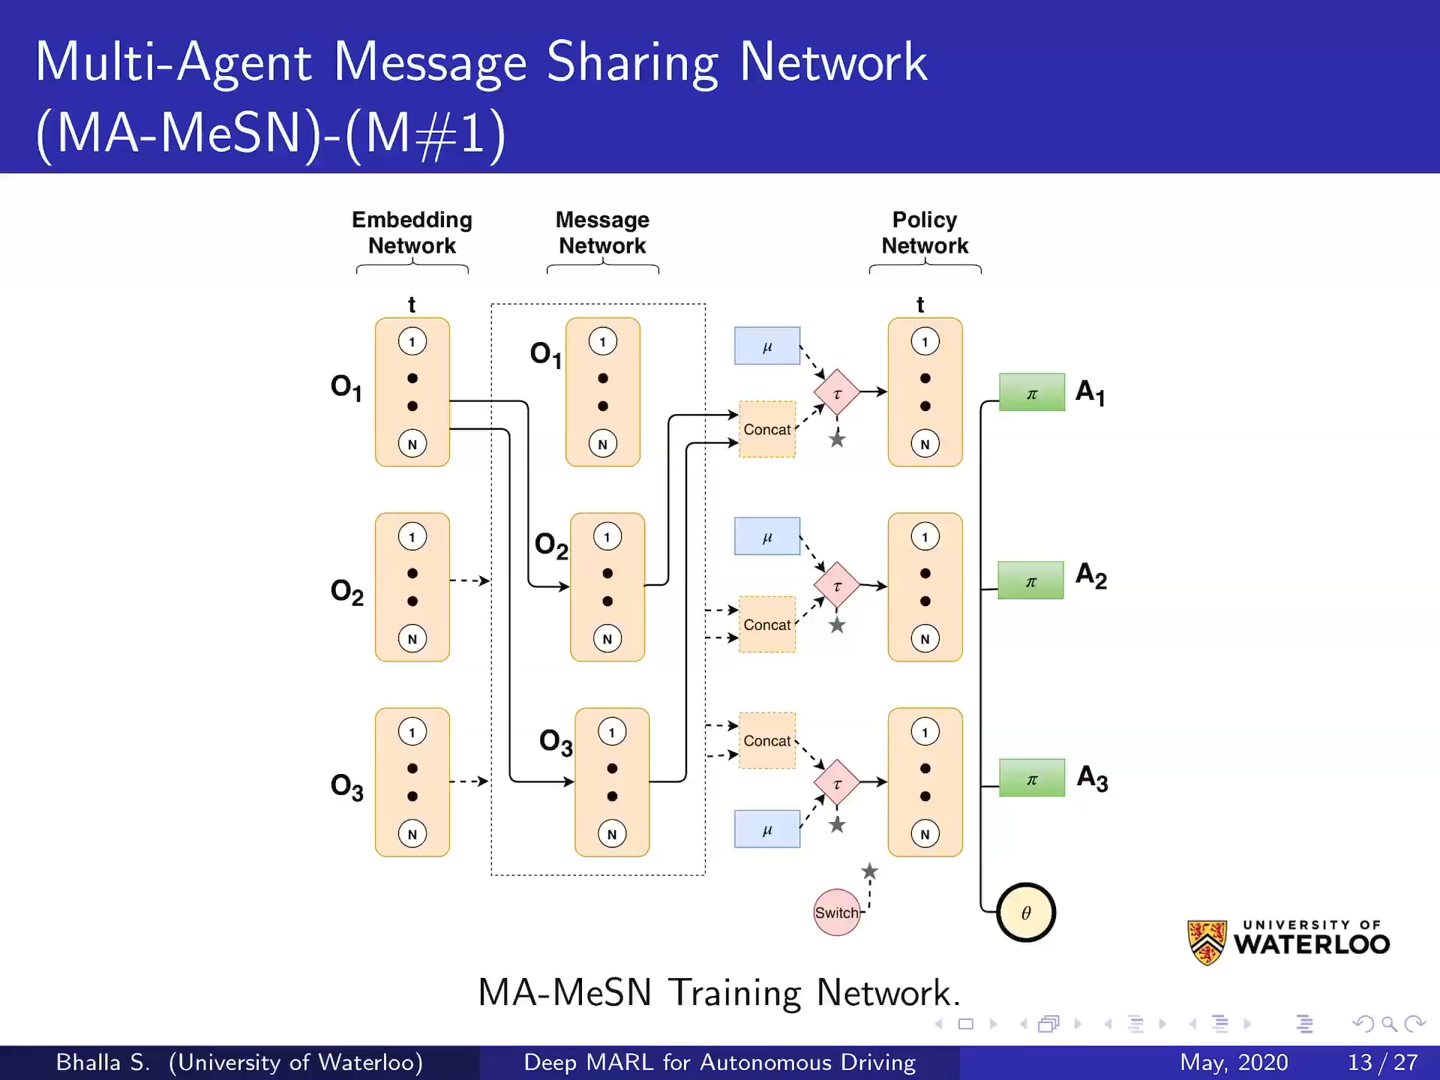 Multi-Agent Message Sharing Network
(MA-MeSN)-(M#1)
Embedding
Network
Message
Network
Policy
Network
t
t
O1
1
N
O1
1
N
μ
Concat
τ
1
N
π
A1
O2
1
N
O2
1
N
μ
Concat
τ
1
N
π
A2
O3
1
N
O3
1
N
Concat
μ
τ
1
N
π
A3
Switch
θ
UNIVERSITY OF
WATERLOO
MA-MeSN Training Network.
Bhalla S. (University of Waterloo)
Deep MARL for Autonomous Driving
May, 2020
13 / 27